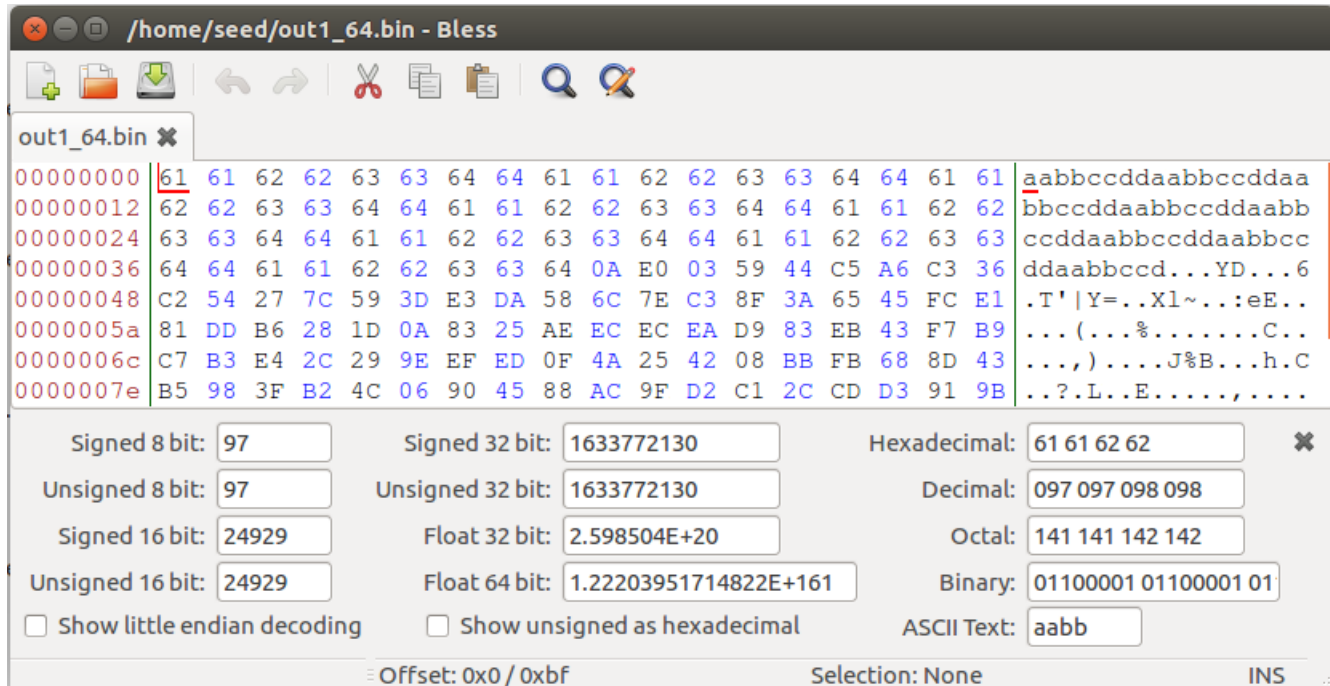 /home/seed/out1_64.bin - Bless
out1_64.bin
00000000 61 61 62 62 63 63 64 64 61 61 62 62 63 63 64 64 61 61 aabbccddaabbccddaa
00000012 62 62 63 63 64 64 61 61 62 62 63 63 64 64 61 61 62 62 bbccddaabbccddaabb
00000024 63 63 64 64 61 61 62 62 63 63 64 64 61 61 62 62 63 63 ccddaabbccddaabbcc
00000036 64 64 61 61 62 62 63 63 64 0A E0 03 59 44 C5 A6 C3 36 ddaabbccd...YD...6
00000048 C2 54 27 7C 59 3D E3 DA 58 6C 7E C3 8F 3A 65 45 FC E1 .T'|Y=..Xl~..:eE..
0000005a 81 DD B6 28 1D 0A 83 25 AE EC EC EA D9 83 EB 43 F7 B9 ...(...%.......C..
0000006c C7 B3 E4 2C 29 9E EF ED 0F 4A 25 42 08 BB FB 68 8D 43 ...,)....J%B...h.C
0000007e B5 98 3F B2 4C 06 90 45 88 AC 9F D2 C1 2C CD D3 91 9B ..?.L..E.....,....
Signed 8 bit: 97 Signed 32 bit: 1633772130 Hexadecimal: 61 61 62 62
Unsigned 8 bit: 97 Unsigned 32 bit: 1633772130 Decimal: 097 097 098 098
Signed 16 bit: 24929 Float 32 bit: 2.598504E+20 Octal: 141 141 142 142
Unsigned 16 bit: 24929 Float 64 bit: 1.22203951714822E+161 Binary: 01100001 01100001 01
Show little endian decoding Show unsigned as hexadecimal ASCII Text: aabb
Offset: 0x0 / 0xbf Selection: None INS